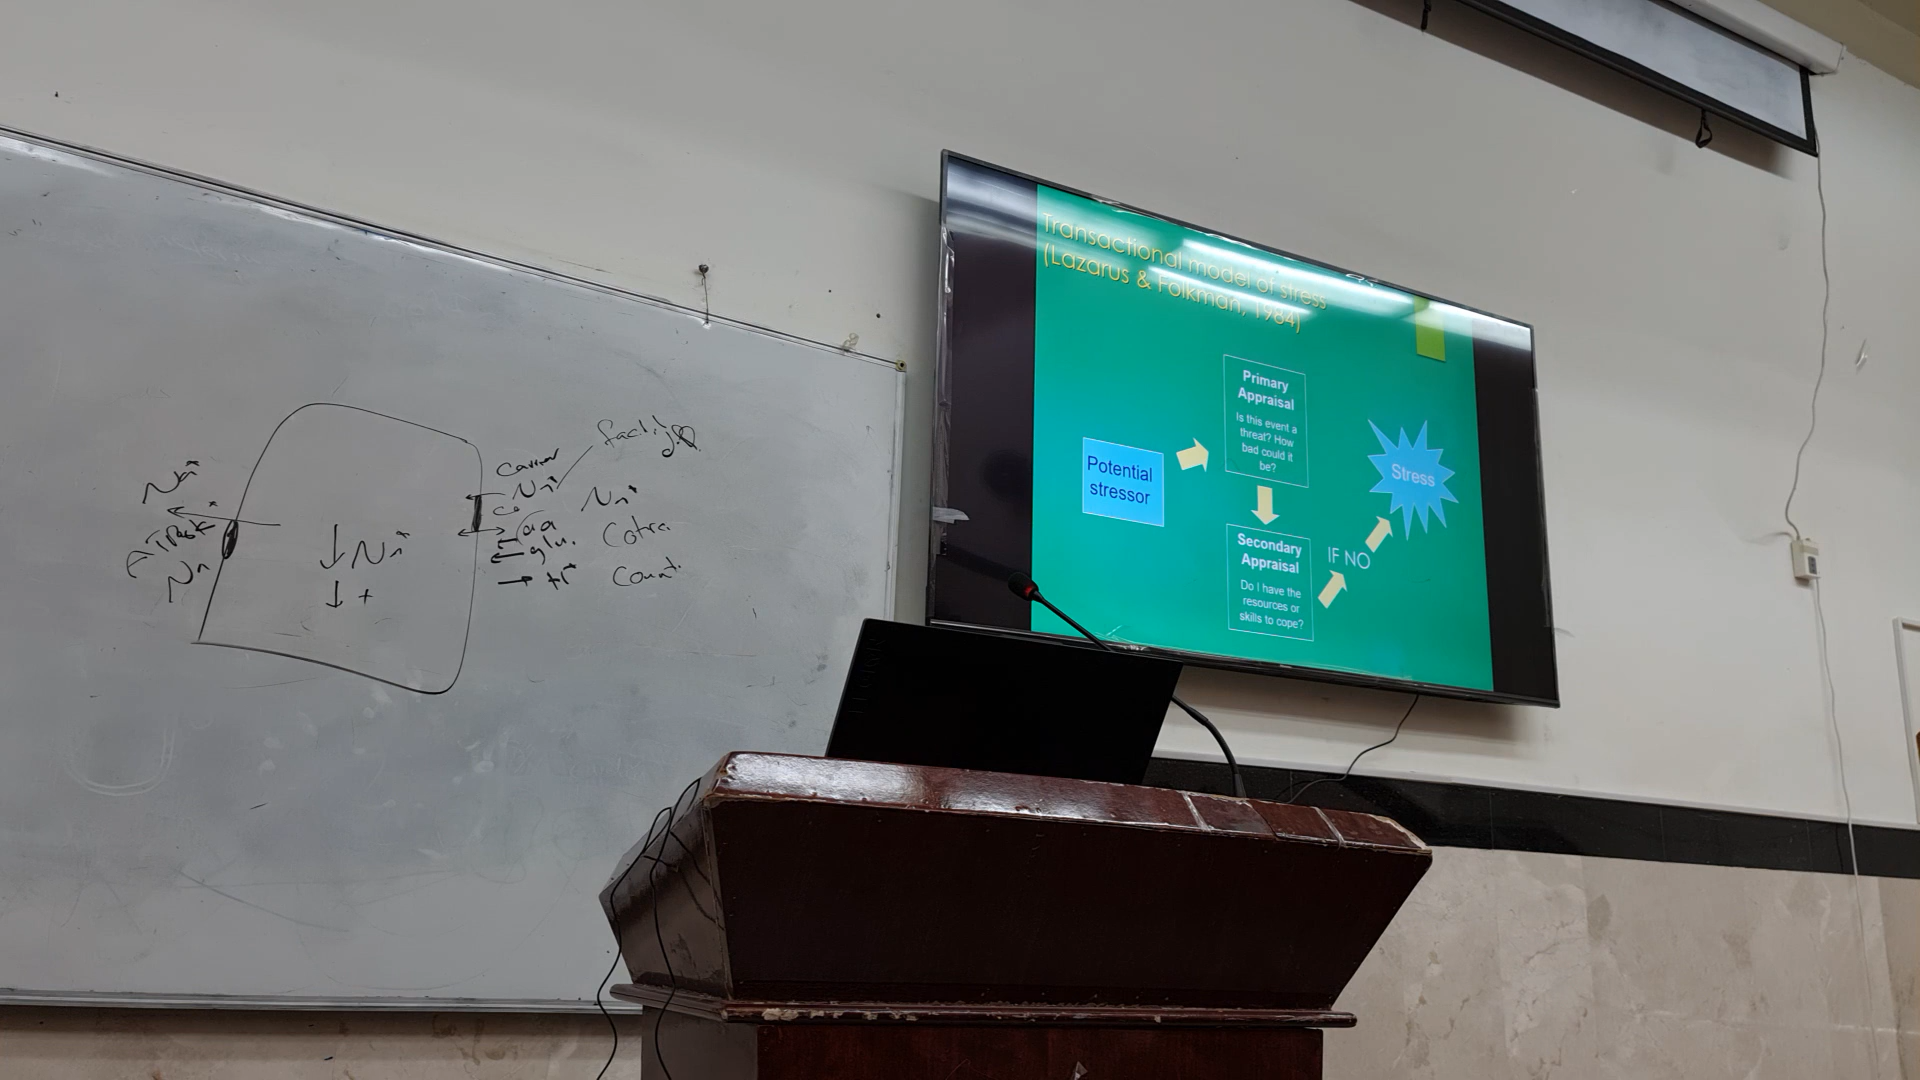 Na+
ATPase
Na
↓ Na+
↓ +
carrier
Na+
Na+
glu.
H+
Count.
Transactional model of stress
(Lazarus & Folkman, 1984)
Potential
stressor
Primary
Appraisal
Is this event a
threat? How
bad could it
be?
Secondary
Appraisal
Do I have the
resources or
skills to cope?
IF NO
Stress